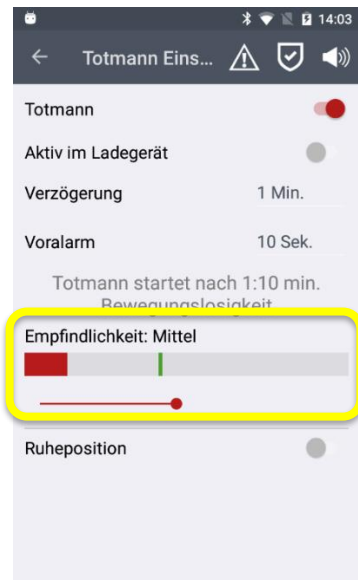 14:03
Totmann Eins...
Totmann
Aktiv im Ladegerät
Verzögerung 1 Min.
Voralarm 10 Sek.
Totmann startet nach 1:10 min.
Bewegungslosigkeit
Empfindlichkeit: Mittel
Ruheposition